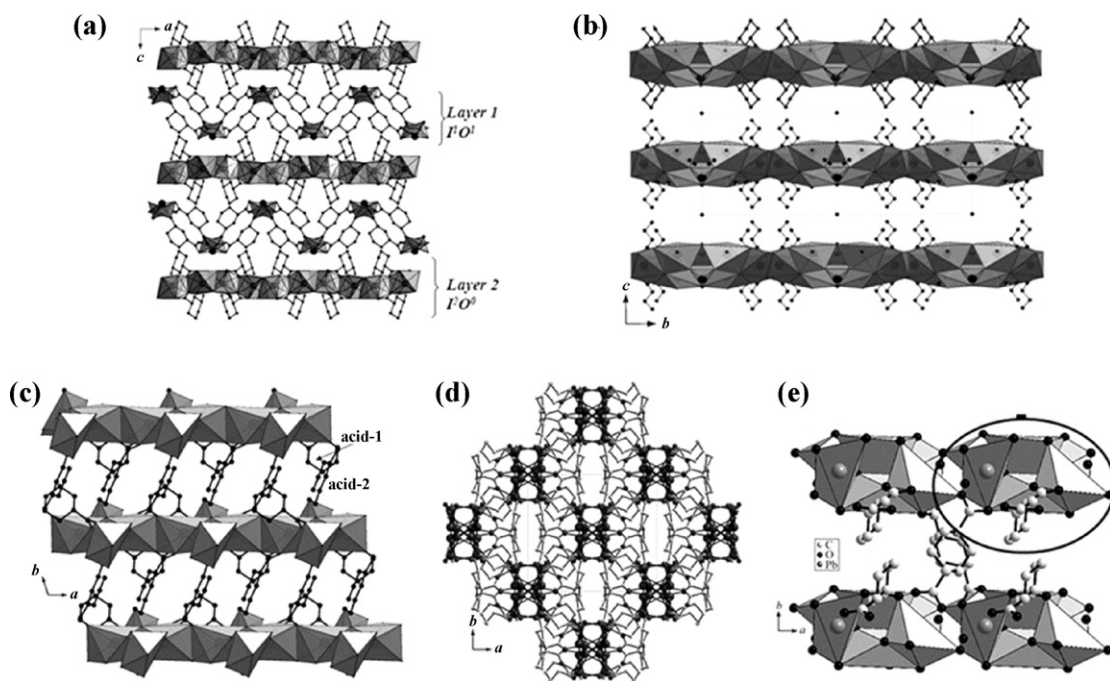 (a)
a
c
Layer 1
I¹O¹
Layer 2
I²O⁰
(b)
c
b
(c)
acid-1
acid-2
b
a
(d)
b
a
(e)
C
O
Pb
b
a